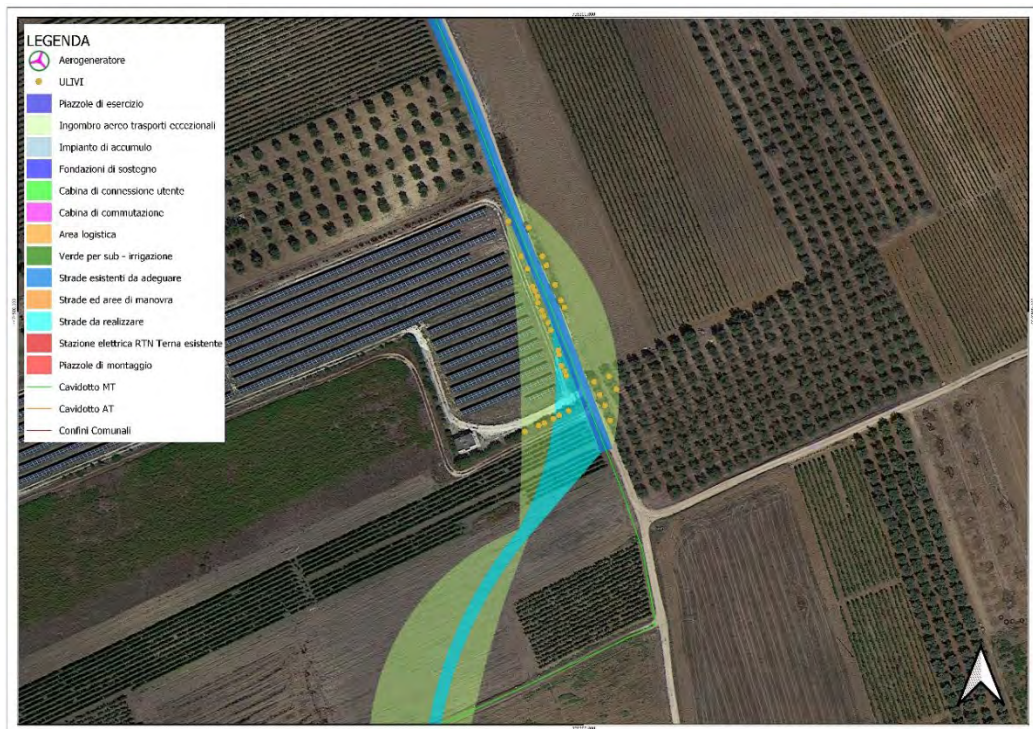 LEGENDA
Aerogeneratore
ULIVI
Piazzole di esercizio
Ingombro aereo trasporti eccezionali
Impianto di accumulo
Fondazioni di sostegno
Cabina di connessione utente
Cabina di commutazione
Area logistica
Verde per sub - irrigazione
Strade esistenti da adeguare
Strade ed aree di manovra
Strade da realizzare
Stazione elettrica RTN Terna esistente
Piazzole di montaggio
Cavidotto MT
Cavidotto AT
Confini Comunali